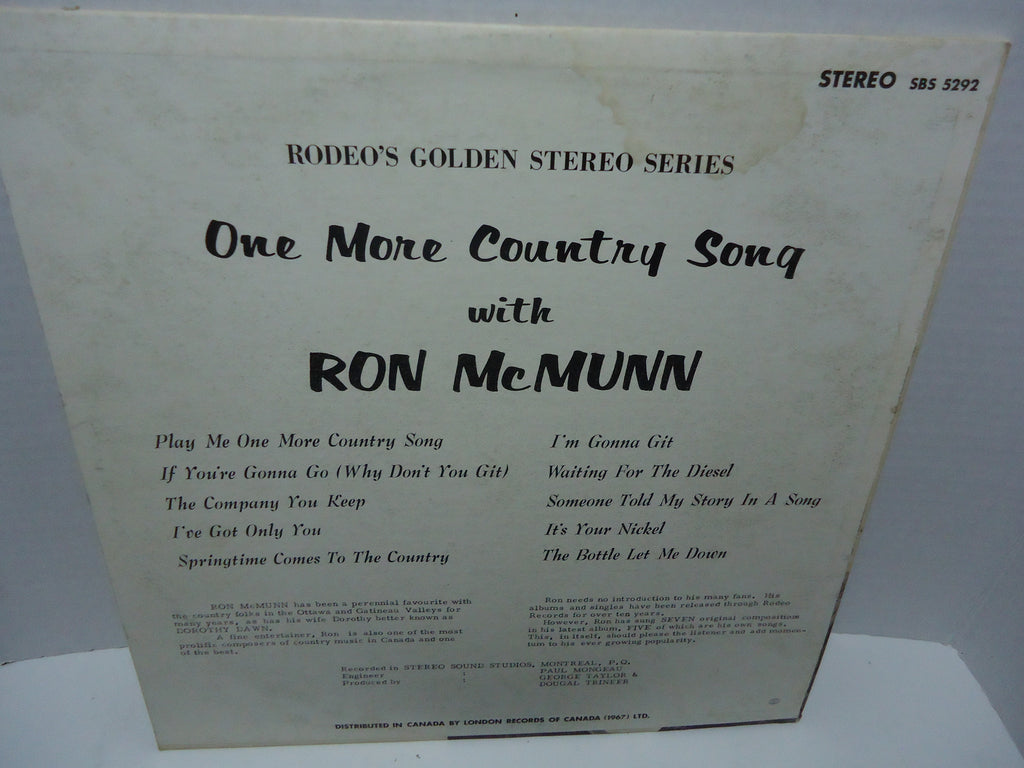 STEREO SBS 5292
RODEO'S GOLDEN STEREO SERIES
One More Country Song
with
RON McMUNN
Play Me One More Country Song
If You're Gonna Go (Why Don't You Git)
The Company You Keep
I've Got Only You
Springtime Comes To The Country
I'm Gonna Git
Waiting For The Diesel
Someone Told My Story In A Song
It's Your Nickel
The Bottle Let Me Down
RON McMUNN has been a perennial favourite with
the country folks in the Ottawa and Gatineau Valleys for
many years, as has his wife Dorothy better known as
DOROTHY DAWN.
A fine entertainer, Ron is also one of the most
prolific composers of country music in Canada and one
of the best.
Ron needs no introduction to his many fans. His
albums and singles have been released through Rodeo
Records for over ten years.
However, Ron has sung SEVEN original compositions
in his latest album, FIVE of which are his own songs.
This, in itself, should please the listener and add momen-
tum to his ever growing popularity.
Recorded in STEREO SOUND STUDIOS, MONTREAL, P.Q.
Engineer : PAUL MONGEAU
Produced by : GEORGE TAYLOR &
DOUGAL TRINEER
DISTRIBUTED IN CANADA BY LONDON RECORDS OF CANADA (1967) LTD.